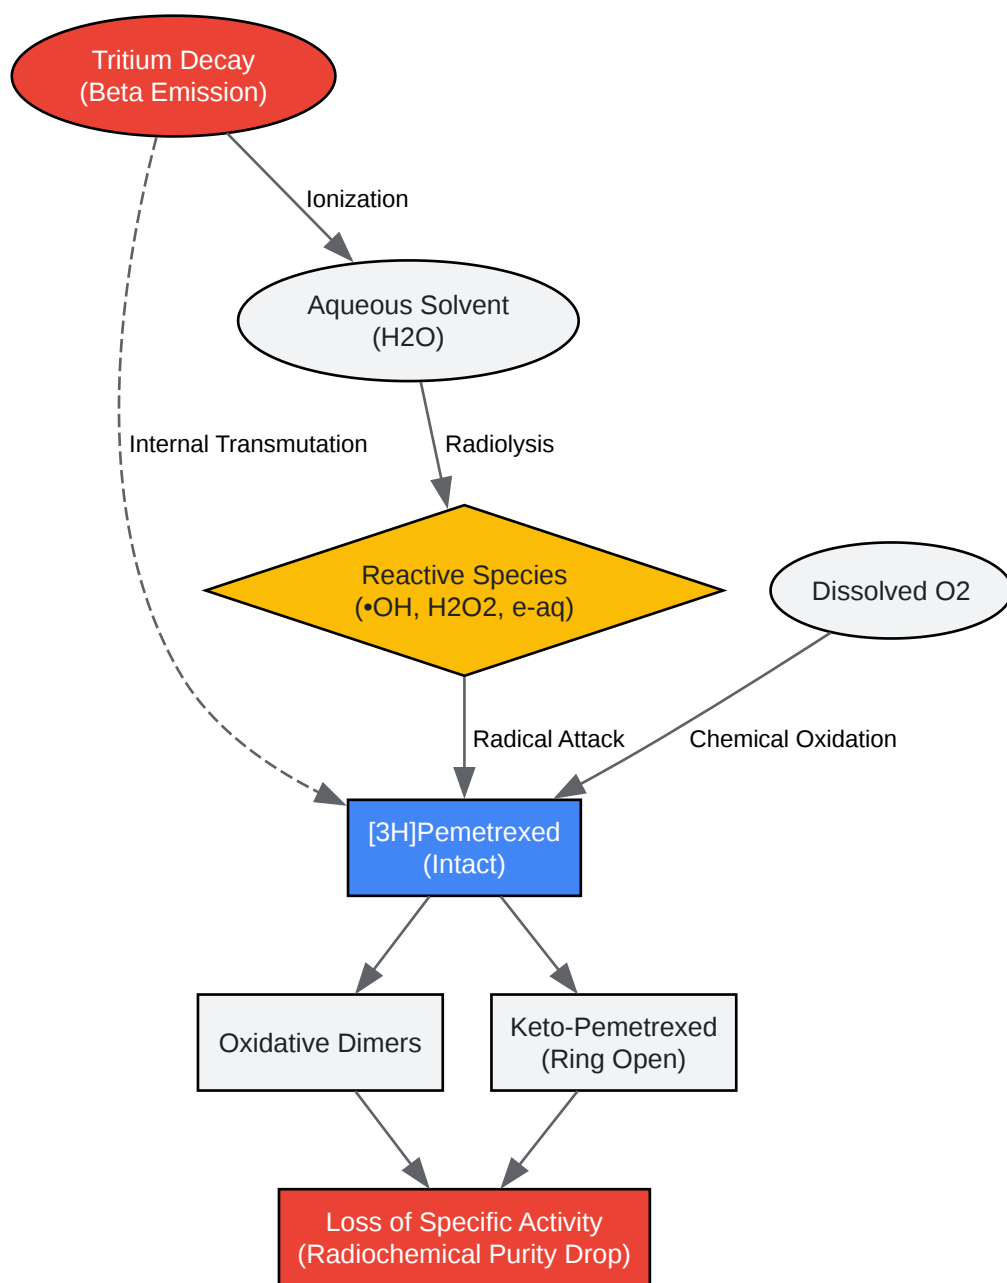 Tritium Decay
(Beta Emission)
Ionization
Aqueous Solvent
(H2O)
Internal Transmutation
Radiolysis
Reactive Species
(•OH, H2O2, e-aq)
Dissolved O2
Radical Attack
Chemical Oxidation
[3H]Pemetrexed
(Intact)
Oxidative Dimers
Keto-Pemetrexed
(Ring Open)
Loss of Specific Activity
(Radiochemical Purity Drop)